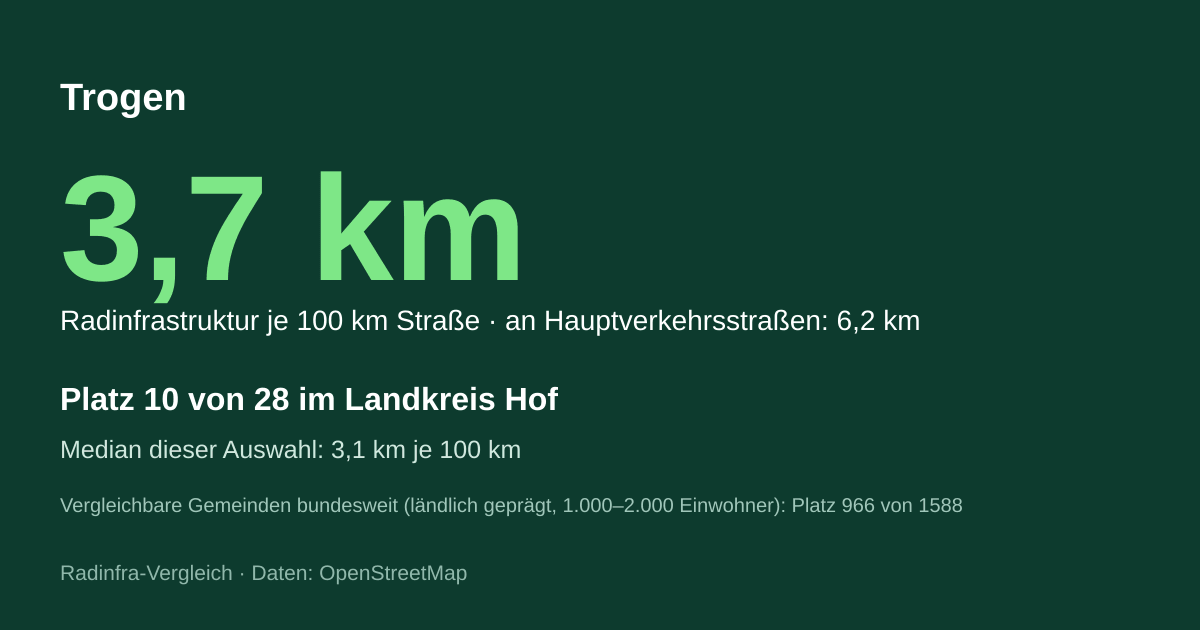 Trogen
3,7 km
Radinfrastruktur je 100 km Straße · an Hauptverkehrsstraßen: 6,2 km
Platz 10 von 28 im Landkreis Hof
Median dieser Auswahl: 3,1 km je 100 km
Vergleichbare Gemeinden bundesweit (ländlich geprägt, 1.000–2.000 Einwohner): Platz 966 von 1588
Radinfra-Vergleich · Daten: OpenStreetMap